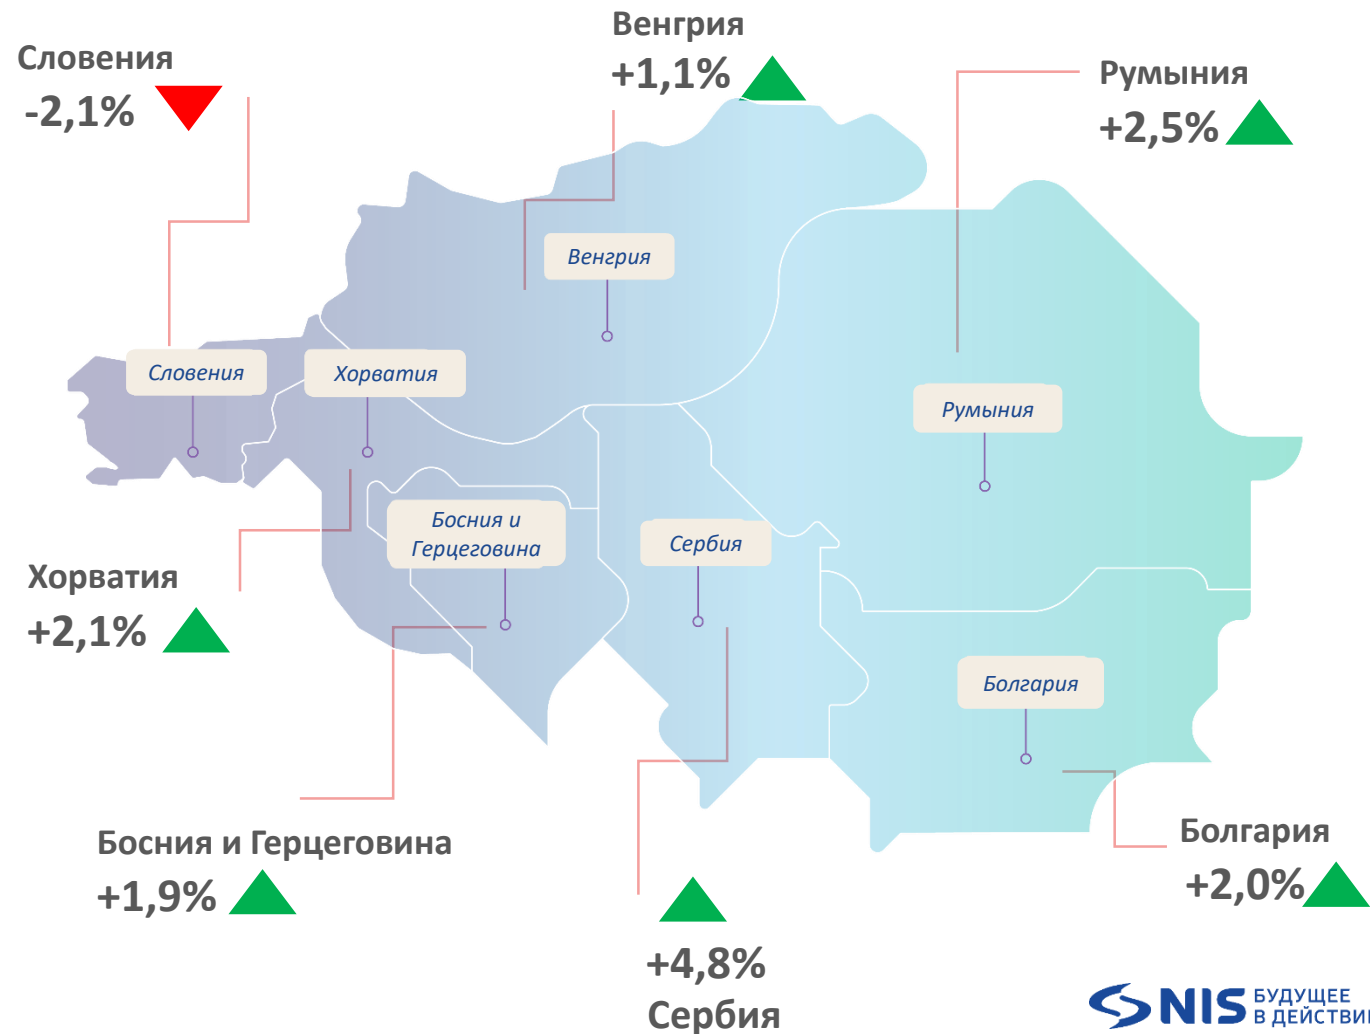 Венгрия
+1,1%
Словения
-2,1%
Румыния
+2,5%
Венгрия
Словения
Хорватия
Румыния
Босния и
Герцеговина
Сербия
Хорватия
+2,1%
Болгария
Босния и Герцеговина
+1,9%
Болгария
+2,0%
+4,8%
Сербия
NIS
БУДУЩЕЕ
В ДЕЙСТВИ